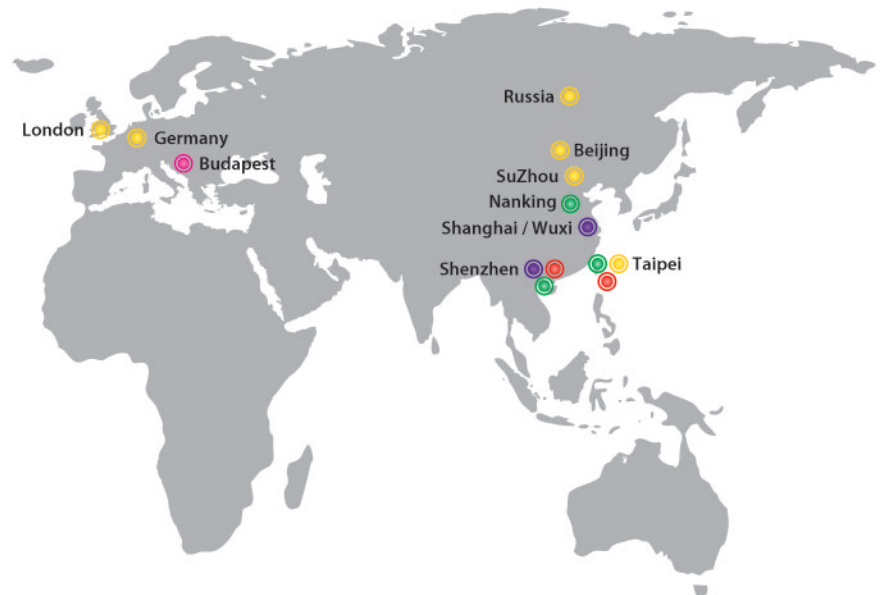 Russia
London
Germany
Beijing
Budapest
SuZhou
Nanking
Shanghai / Wuxi
Shenzhen
Taipei